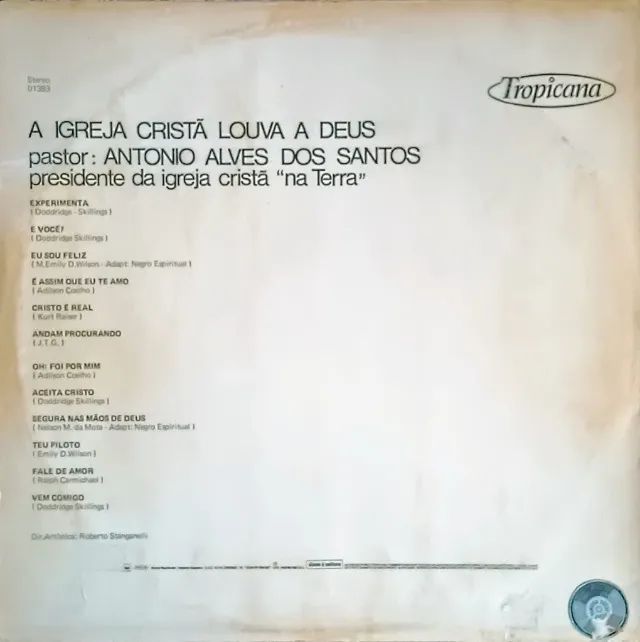 Stereo
01383
Tropicana
A IGREJA CRISTÃ LOUVA A DEUS
pastor: ANTONIO ALVES DOS SANTOS
presidente da igreja cristã "na Terra"
EXPERIMENTA
( Doddridge - Skillings )
E VOCÊ?
( Doddridge Skillings )
EU SOU FELIZ
( M.Emily D.Wilson - Adapt: Negro Espiritual )
É ASSIM QUE EU TE AMO
( Adilson Coelho )
CRISTO É REAL
( Kurt Kaiser )
ANDAM PROCURANDO
( J.T.G. )
OH! FOI POR MIM
( Adilson Coelho )
ACEITA CRISTO
( Doddridge Skillings )
SEGURA NAS MÃOS DE DEUS
( Nelson M. da Mota - Adapt: Negro Espiritual )
TEU PILOTO
( Emily D.Wilson )
FALE DE AMOR
( Ralph Carmichael )
VEM COMIGO
( Doddridge Skillings )
Dir.Artística: Roberto Stanganelli